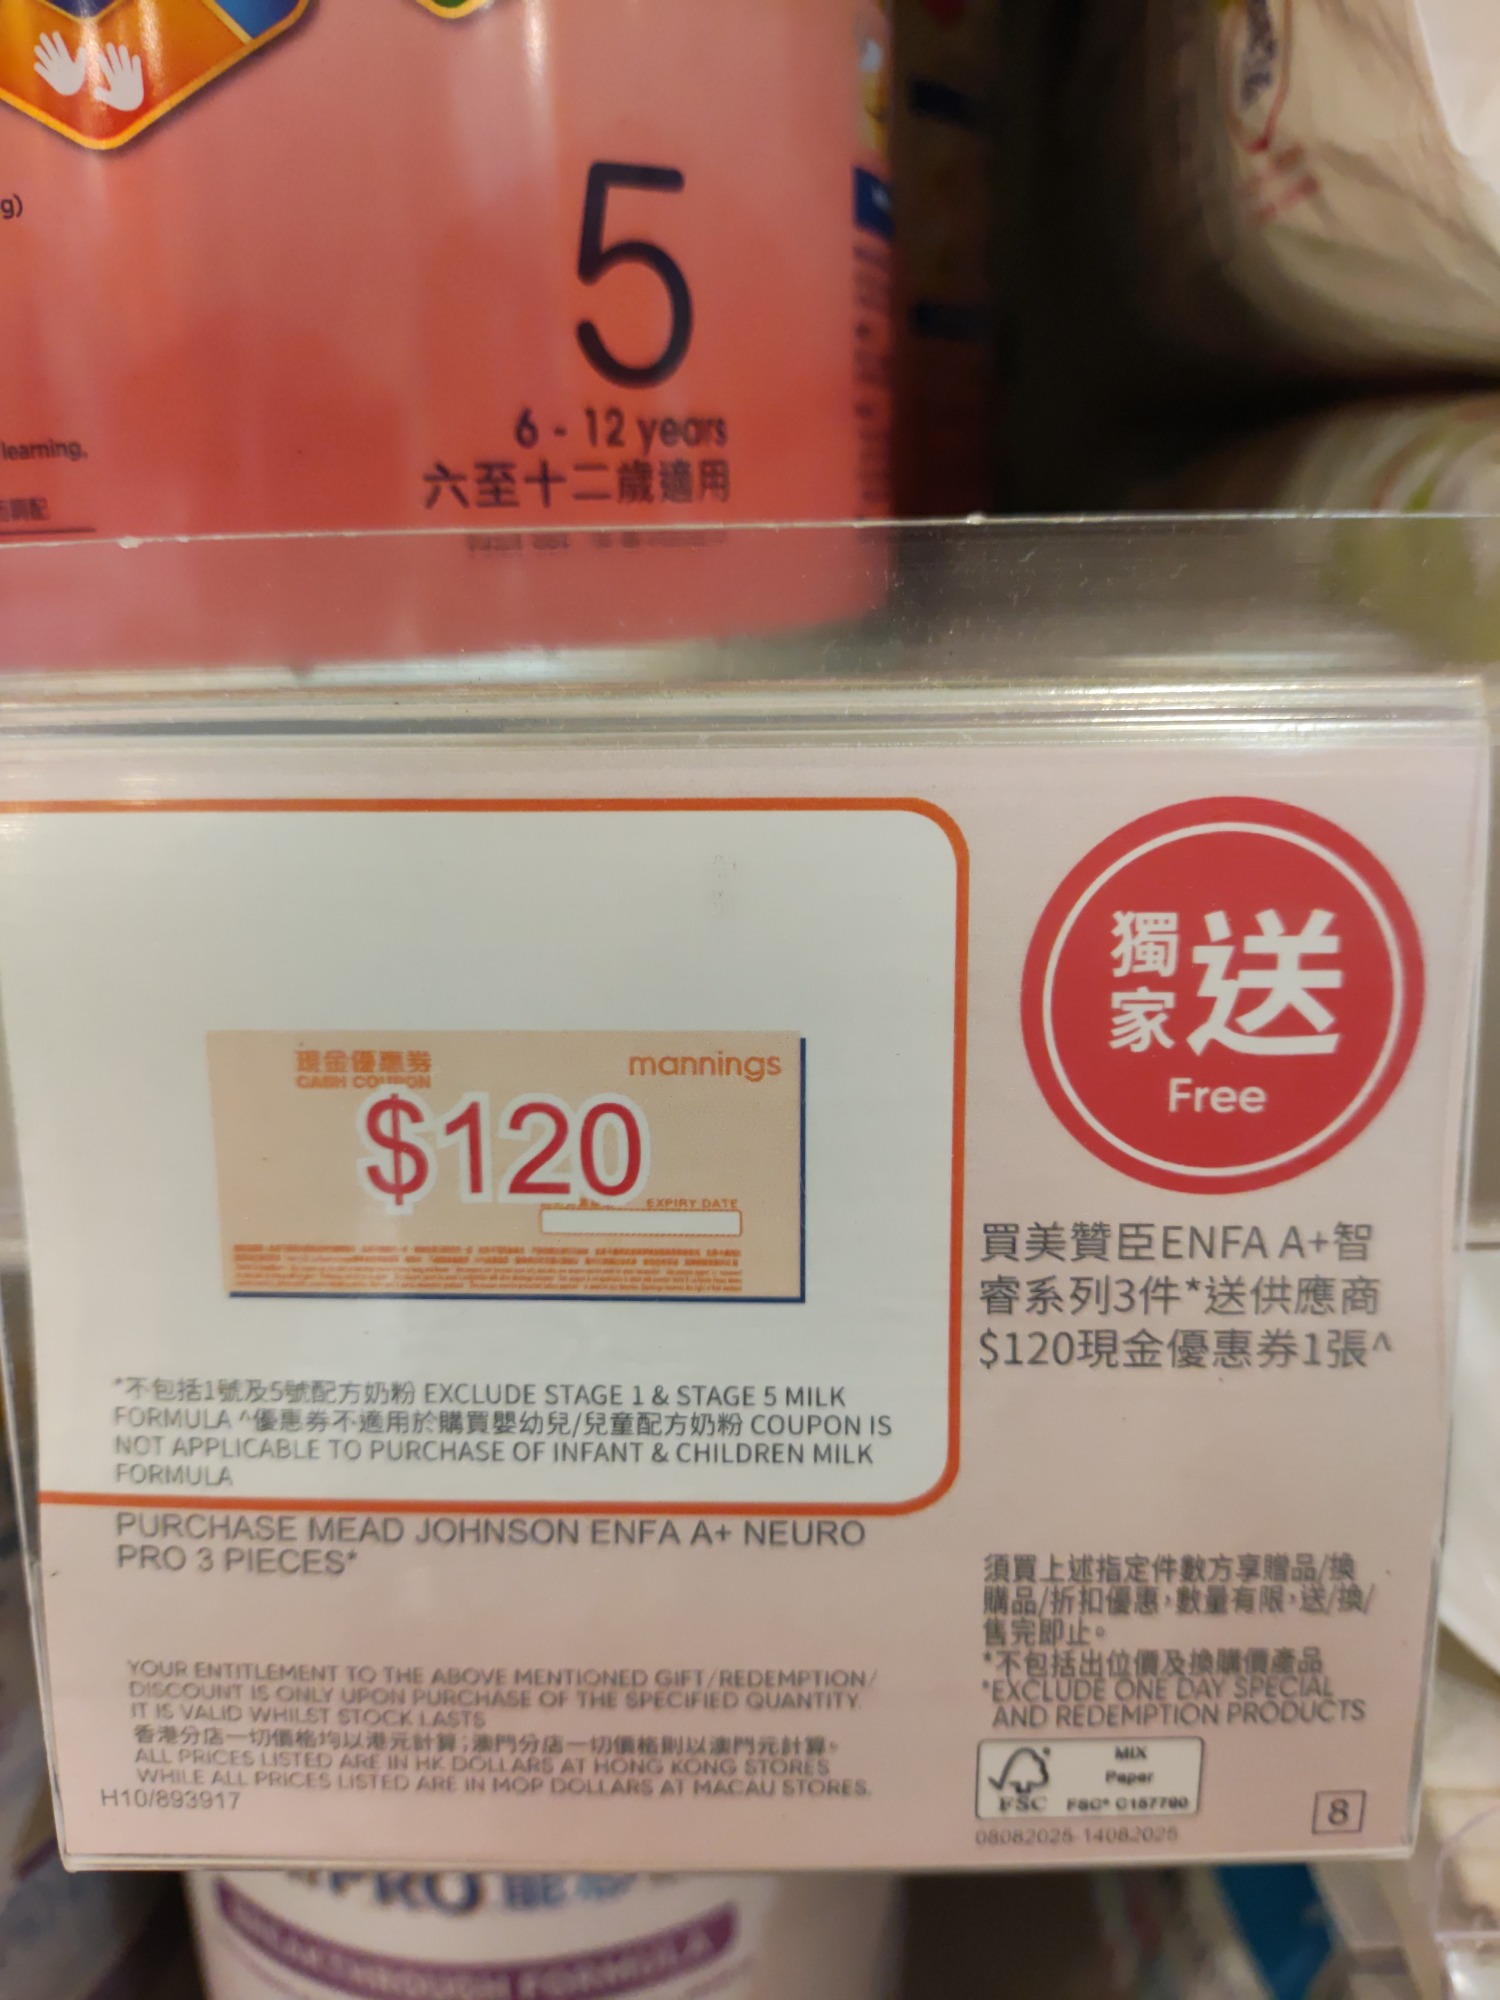 g)
learning,
5
6 - 12 years
六至十二歲適用
獨家送
Free
現金優惠券
CASH COUPON
mannings
$120
EXPIRY DATE
買美贊臣ENFA A+智
睿系列3件*送供應商
$120現金優惠券1張^
*不包括1號及5號配方奶粉 EXCLUDE STAGE 1 & STAGE 5 MILK
FORMULA ^優惠券不適用於購買嬰幼兒/兒童配方奶粉 COUPON IS
NOT APPLICABLE TO PURCHASE OF INFANT & CHILDREN MILK
FORMULA
PURCHASE MEAD JOHNSON ENFA A+ NEURO
PRO 3 PIECES*
須買上述指定件數方享贈品/換
購品/折扣優惠，數量有限，送/換/
售完即止。
*不包括出位價及換購價產品
*EXCLUDE ONE DAY SPECIAL
AND REDEMPTION PRODUCTS
YOUR ENTITLEMENT TO THE ABOVE MENTIONED GIFT/REDEMPTION/
DISCOUNT IS ONLY UPON PURCHASE OF THE SPECIFIED QUANTITY.
IT IS VALID WHILST STOCK LASTS
香港分店一切價格均以港元計算；澳門分店一切價格則以澳門元計算。
ALL PRICES LISTED ARE IN HK DOLLARS AT HONG KONG STORES
WHILE ALL PRICES LISTED ARE IN MOP DOLLARS AT MACAU STORES.
H10/893917
FSC
MIX
Paper
FSC® C157790
08082025-14082025
8
PRO
BREAKTHROUGH FORMULA